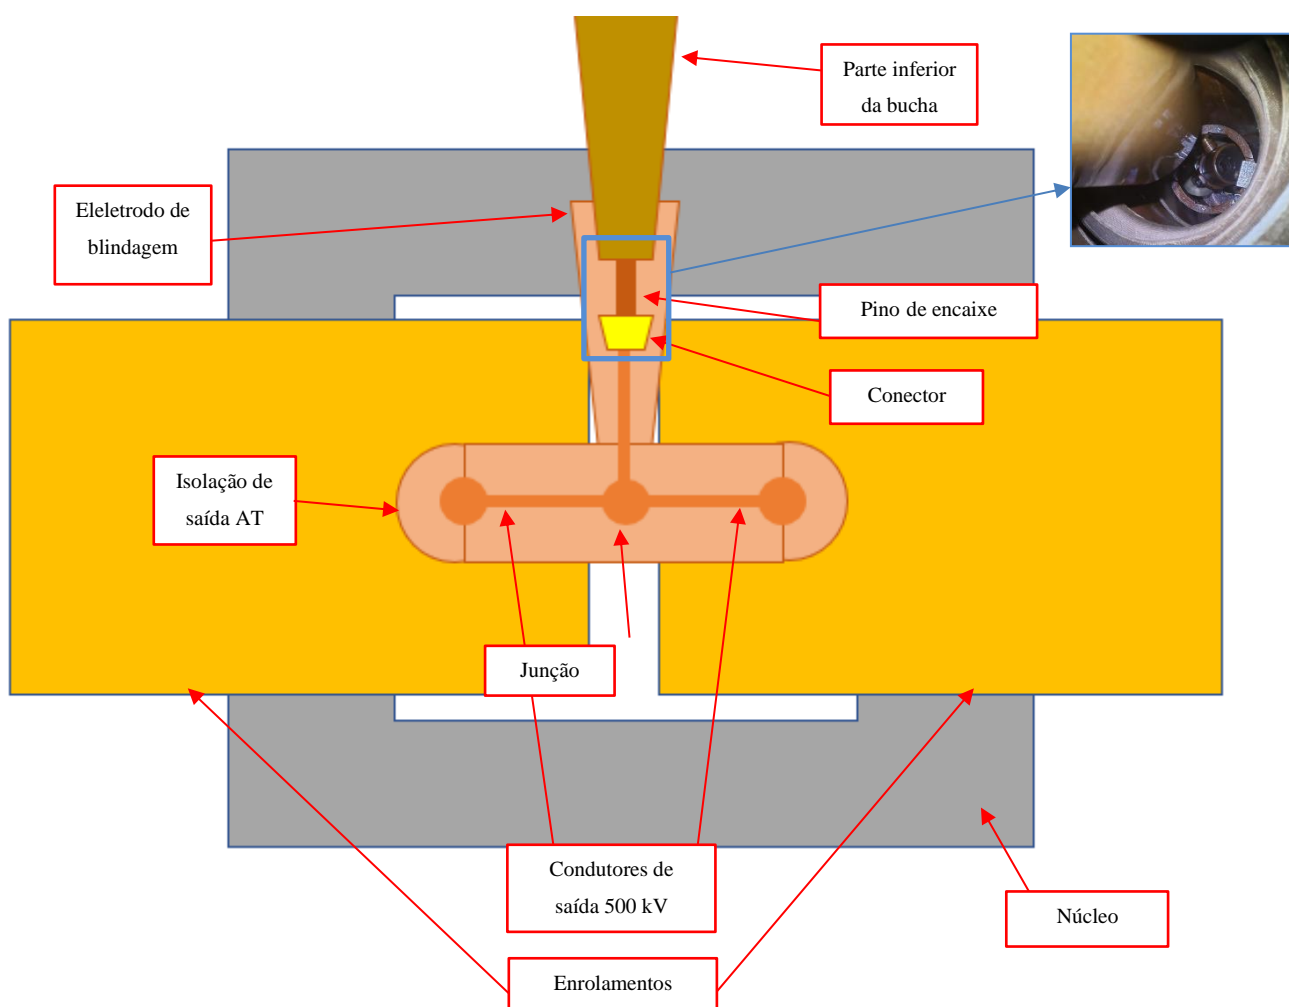 Parte inferior
da bucha
Eleletrodo de
blindagem
Pino de encaixe
Conector
Isolação de
saída AT
Junção
Condutores de
saída 500 kV
Núcleo
Enrolamentos